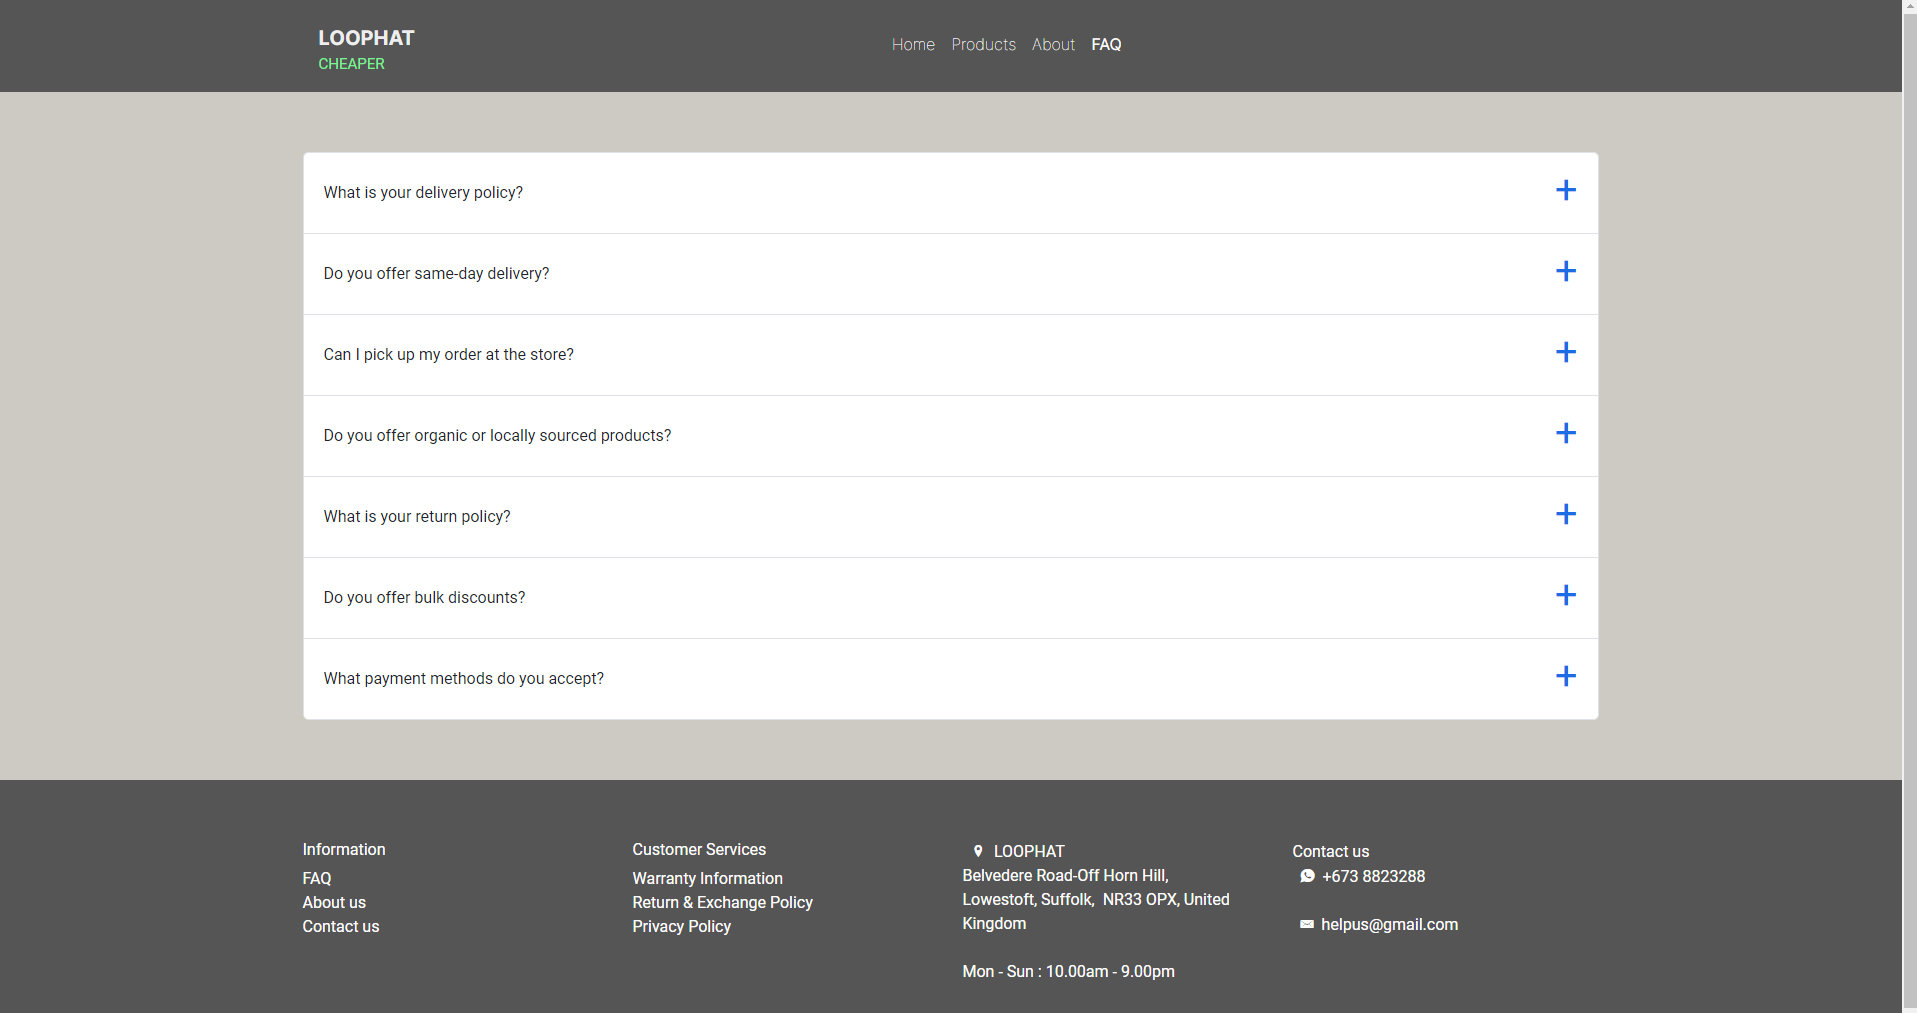 LOOPHAT
CHEAPER
Home Products About FAQ
What is your delivery policy?
Do you offer same-day delivery?
Can I pick up my order at the store?
Do you offer organic or locally sourced products?
What is your return policy?
Do you offer bulk discounts?
What payment methods do you accept?
Information
FAQ
About us
Contact us
Customer Services
Warranty Information
Return & Exchange Policy
Privacy Policy
LOOPHAT
Belvedere Road-Off Horn Hill,
Lowestoft, Suffolk, NR33 OPX, United
Kingdom
Mon - Sun : 10.00am - 9.00pm
Contact us
+673 8823288
helpus@gmail.com